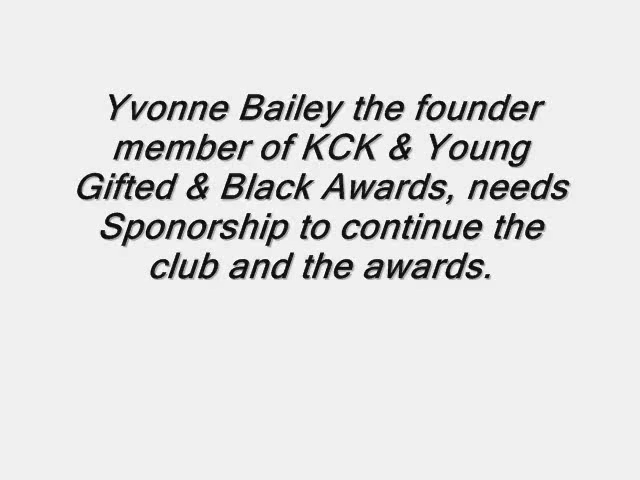 Yvonne Bailey the founder
member of KCK & Young
Gifted & Black Awards, needs
Sponorship to continue the
club and the awards.